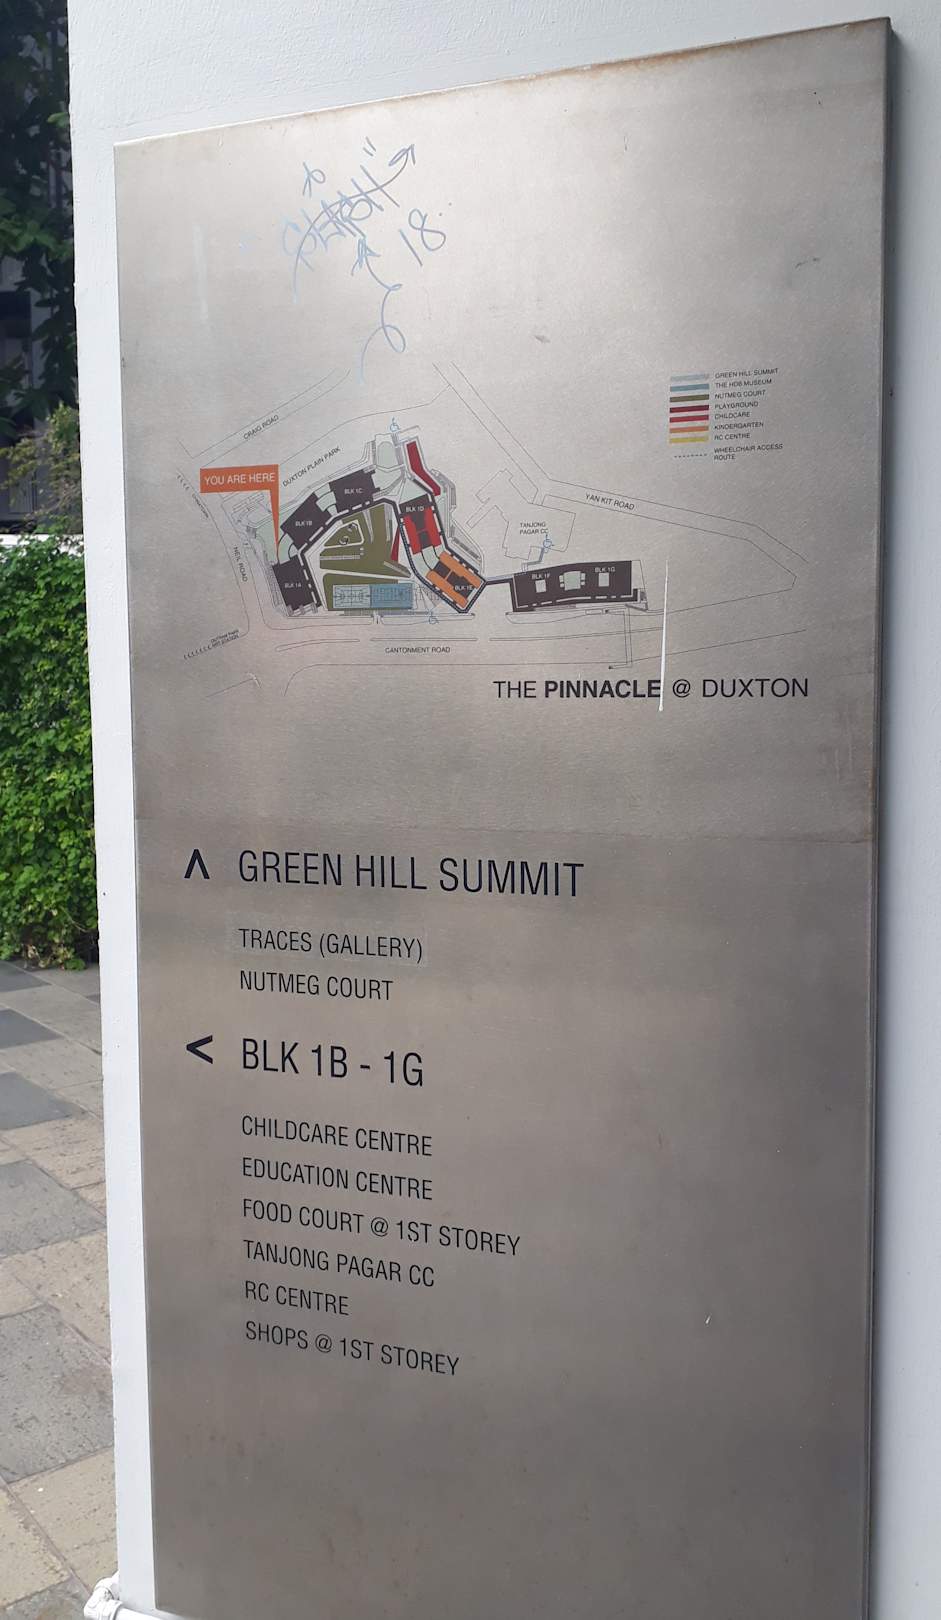 18
GREEN HILL SUMMIT
THE HDB MUSEUM
NUTMEG COURT
PLAYGROUND
CHILDCARE
KINDERGARTEN
RC CENTRE
WHEELCHAIR ACCESS
ROUTE
CRAIG ROAD
DUXTON PLAIN PARK
YOU ARE HERE
BLK 1C
BLK 1B
BLK 1D
YAN KIT ROAD
TANJONG
PAGAR CC
NEIL ROAD
BLK 1A
BLK 1E
BLK 1F
BLK 1G
CANTONMENT ROAD
THE PINNACLE @ DUXTON
GREEN HILL SUMMIT
TRACES (GALLERY)
NUTMEG COURT
< BLK 1B - 1G
CHILDCARE CENTRE
EDUCATION CENTRE
FOOD COURT @ 1ST STOREY
TANJONG PAGAR CC
RC CENTRE
SHOPS @ 1ST STOREY